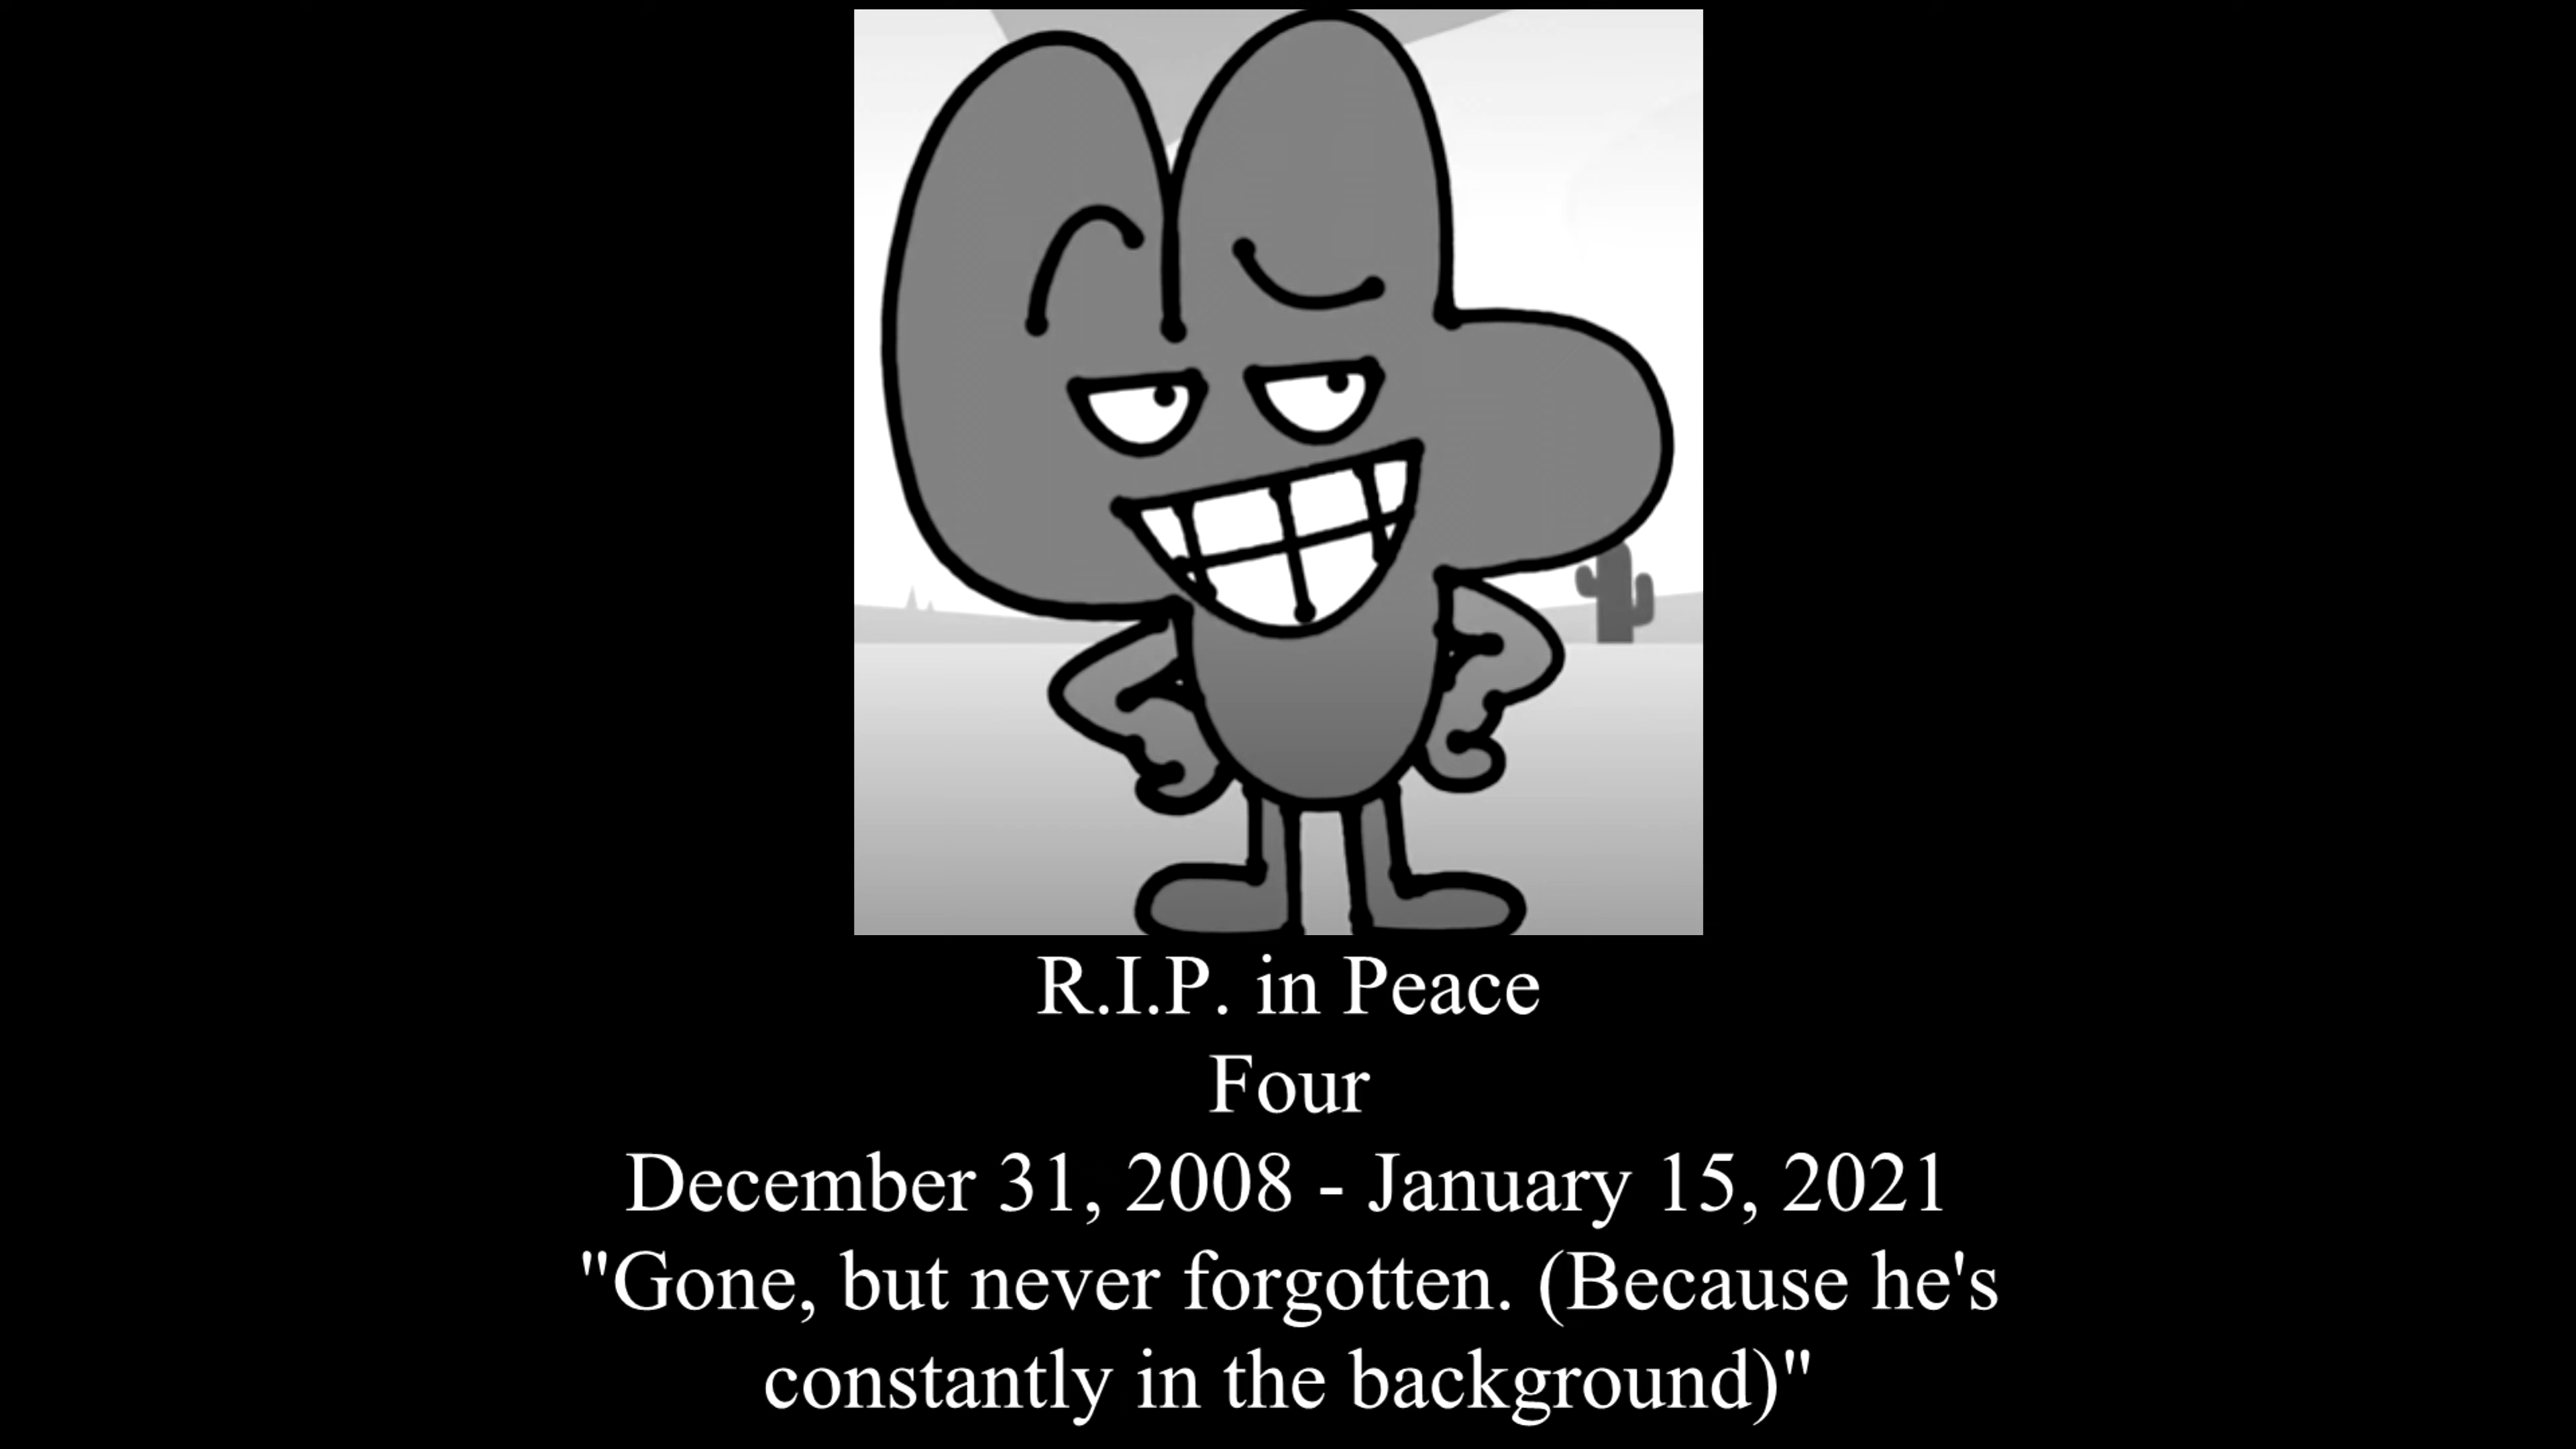 R.I.P. in Peace
Four
December 31, 2008 - January 15, 2021
"Gone, but never forgotten. (Because he's
constantly in the background)"